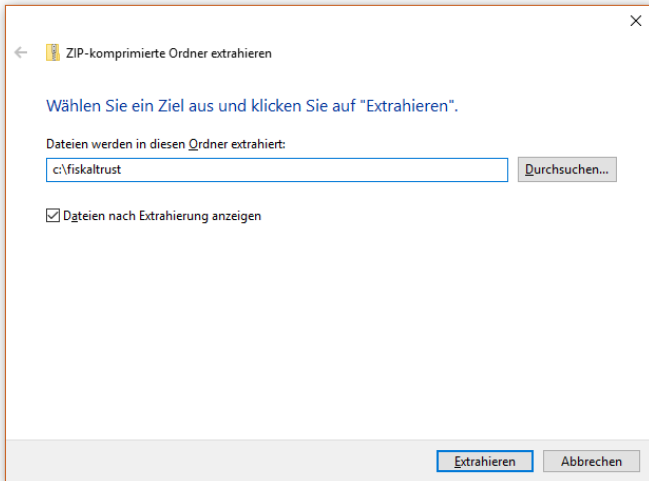 ZIP-komprimierte Ordner extrahieren
Wählen Sie ein Ziel aus und klicken Sie auf "Extrahieren".
Dateien werden in diesen Ordner extrahiert:
c:\fiskaltrust
Durchsuchen...
Dateien nach Extrahierung anzeigen
Extrahieren
Abbrechen